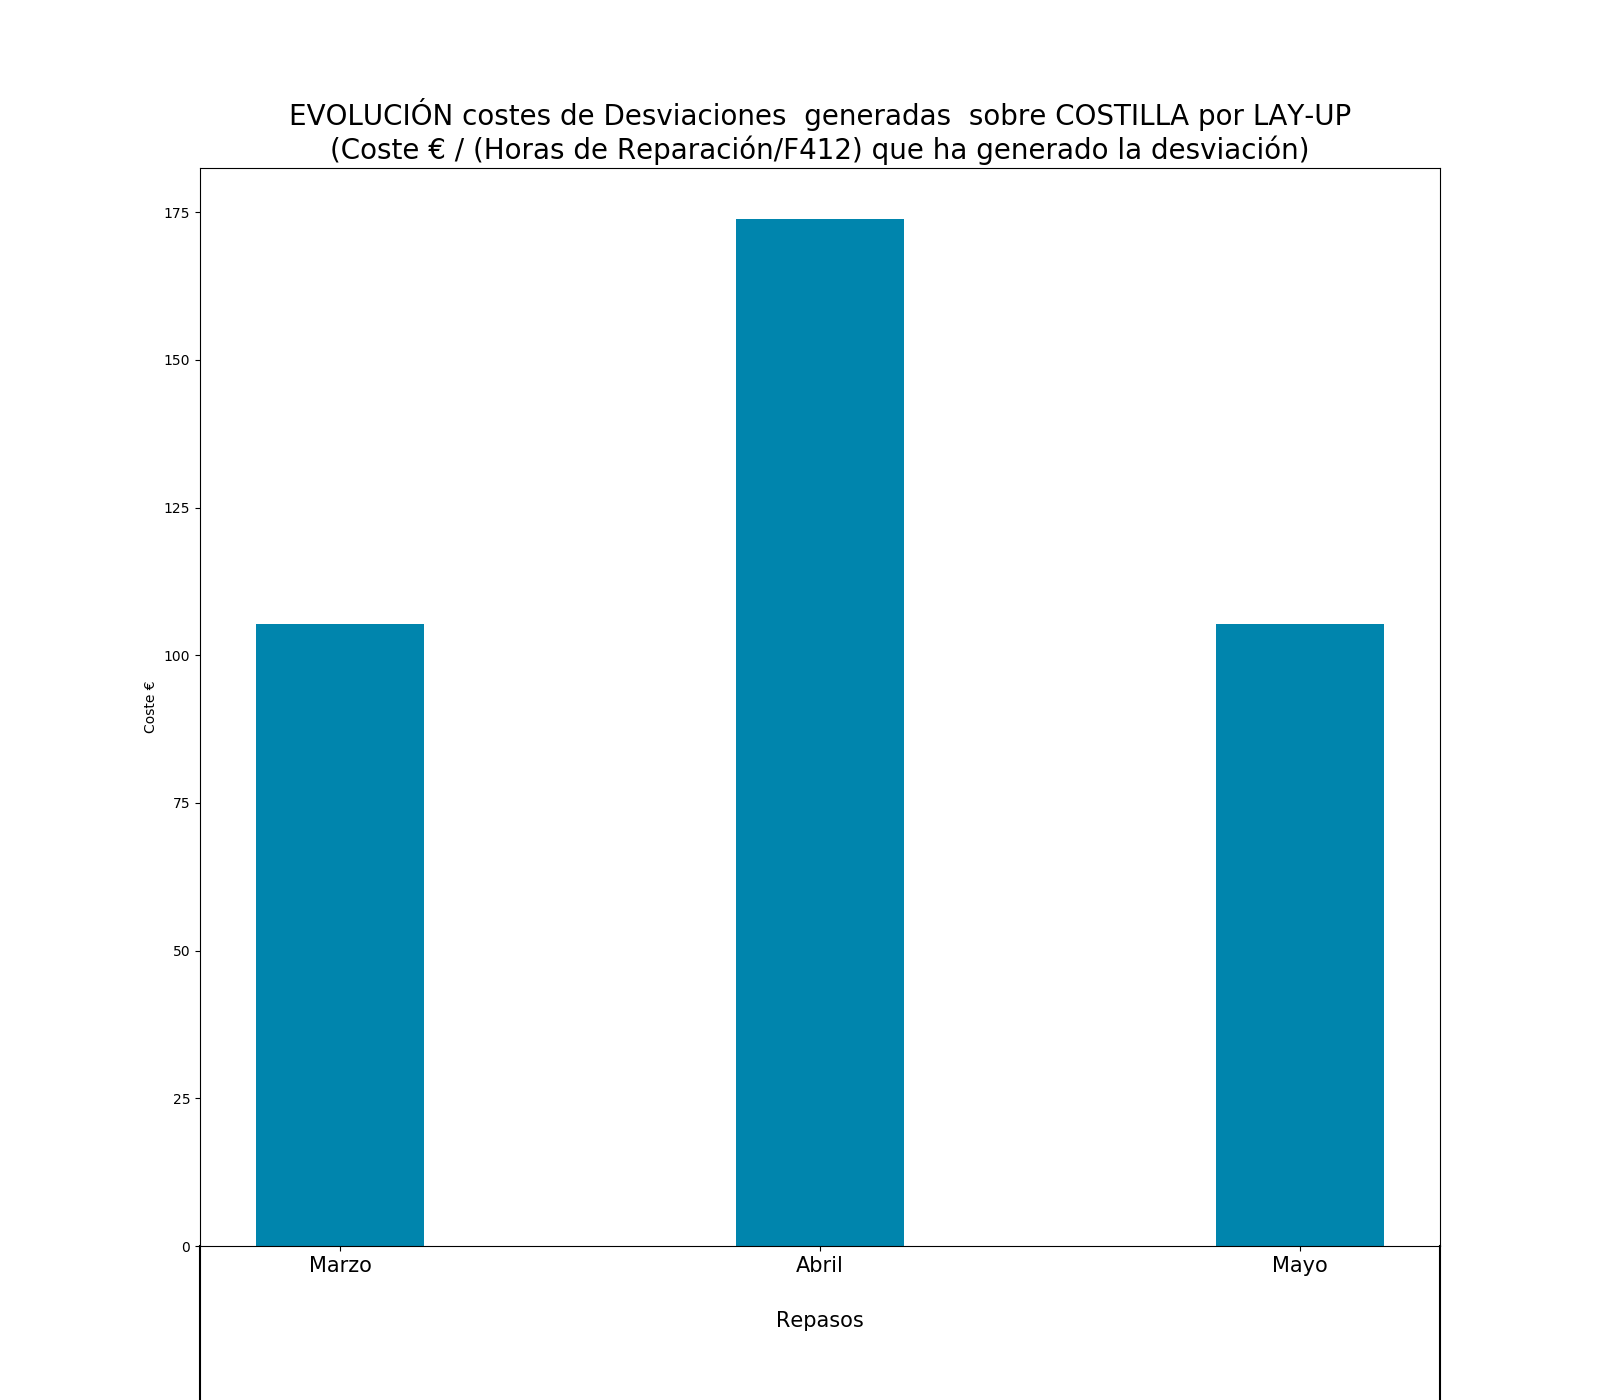 EVOLUCIÓN costes de Desviaciones  generadas  sobre COSTILLA por LAY-UP
(Coste € / (Horas de Reparación/F412) que ha generado la desviación)
175
150
125
100
75
50
25
0
Coste €
Marzo
Abril
Mayo
Repasos